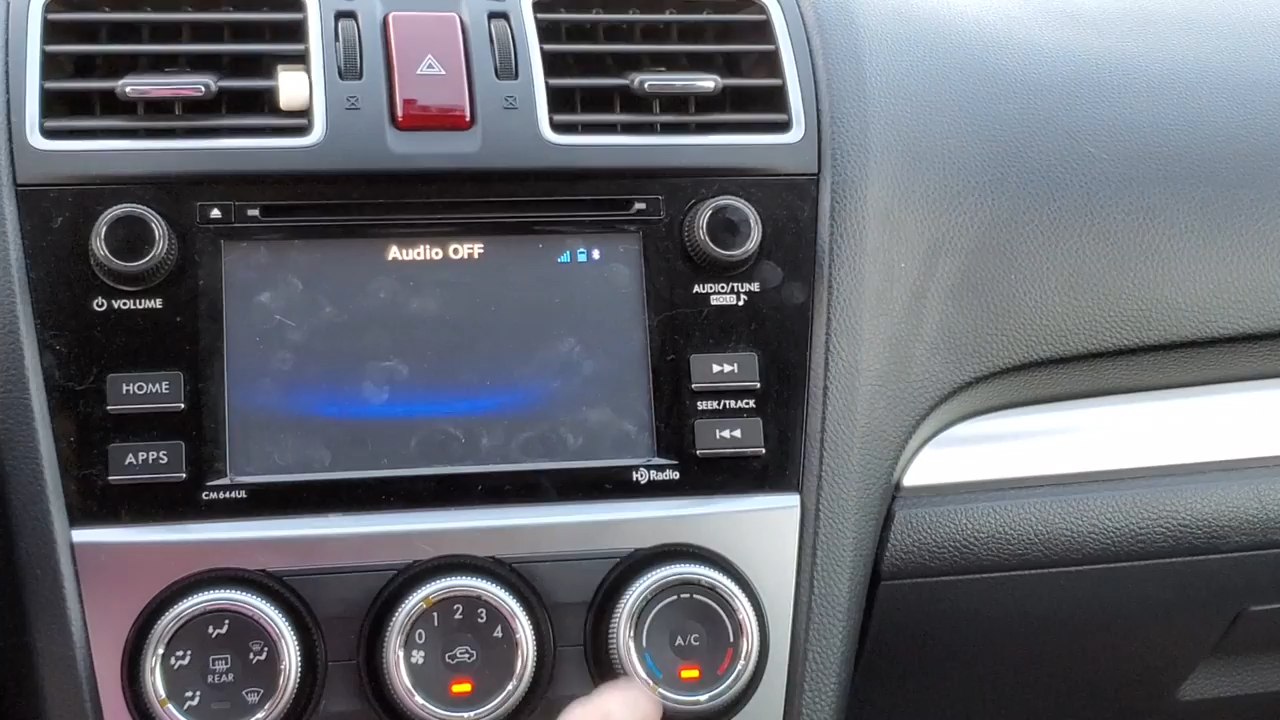 Audio OFF
VOLUME
AUDIO/TUNE
HOLD
HOME
SEEK/TRACK
APPS
HD Radio
CM644UL
0 1 2 3 4
A/C
REAR